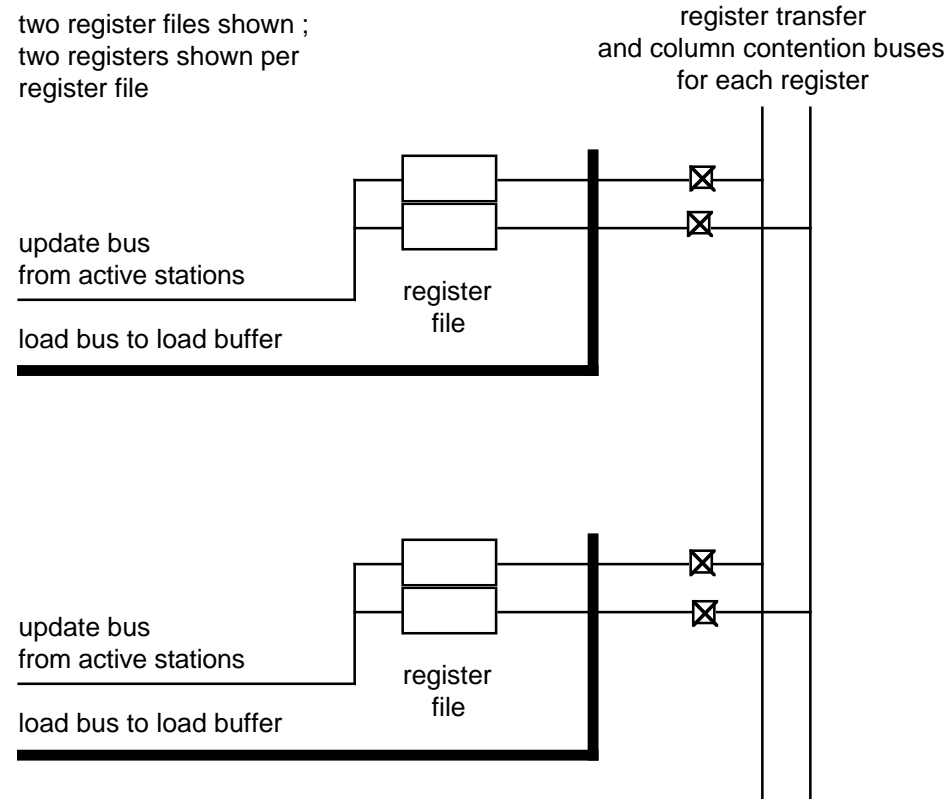 two register files shown ;
two registers shown per
register file
register transfer
and column contention buses
for each register
update bus
from active stations
register
file
load bus to load buffer
update bus
from active stations
register
file
load bus to load buffer